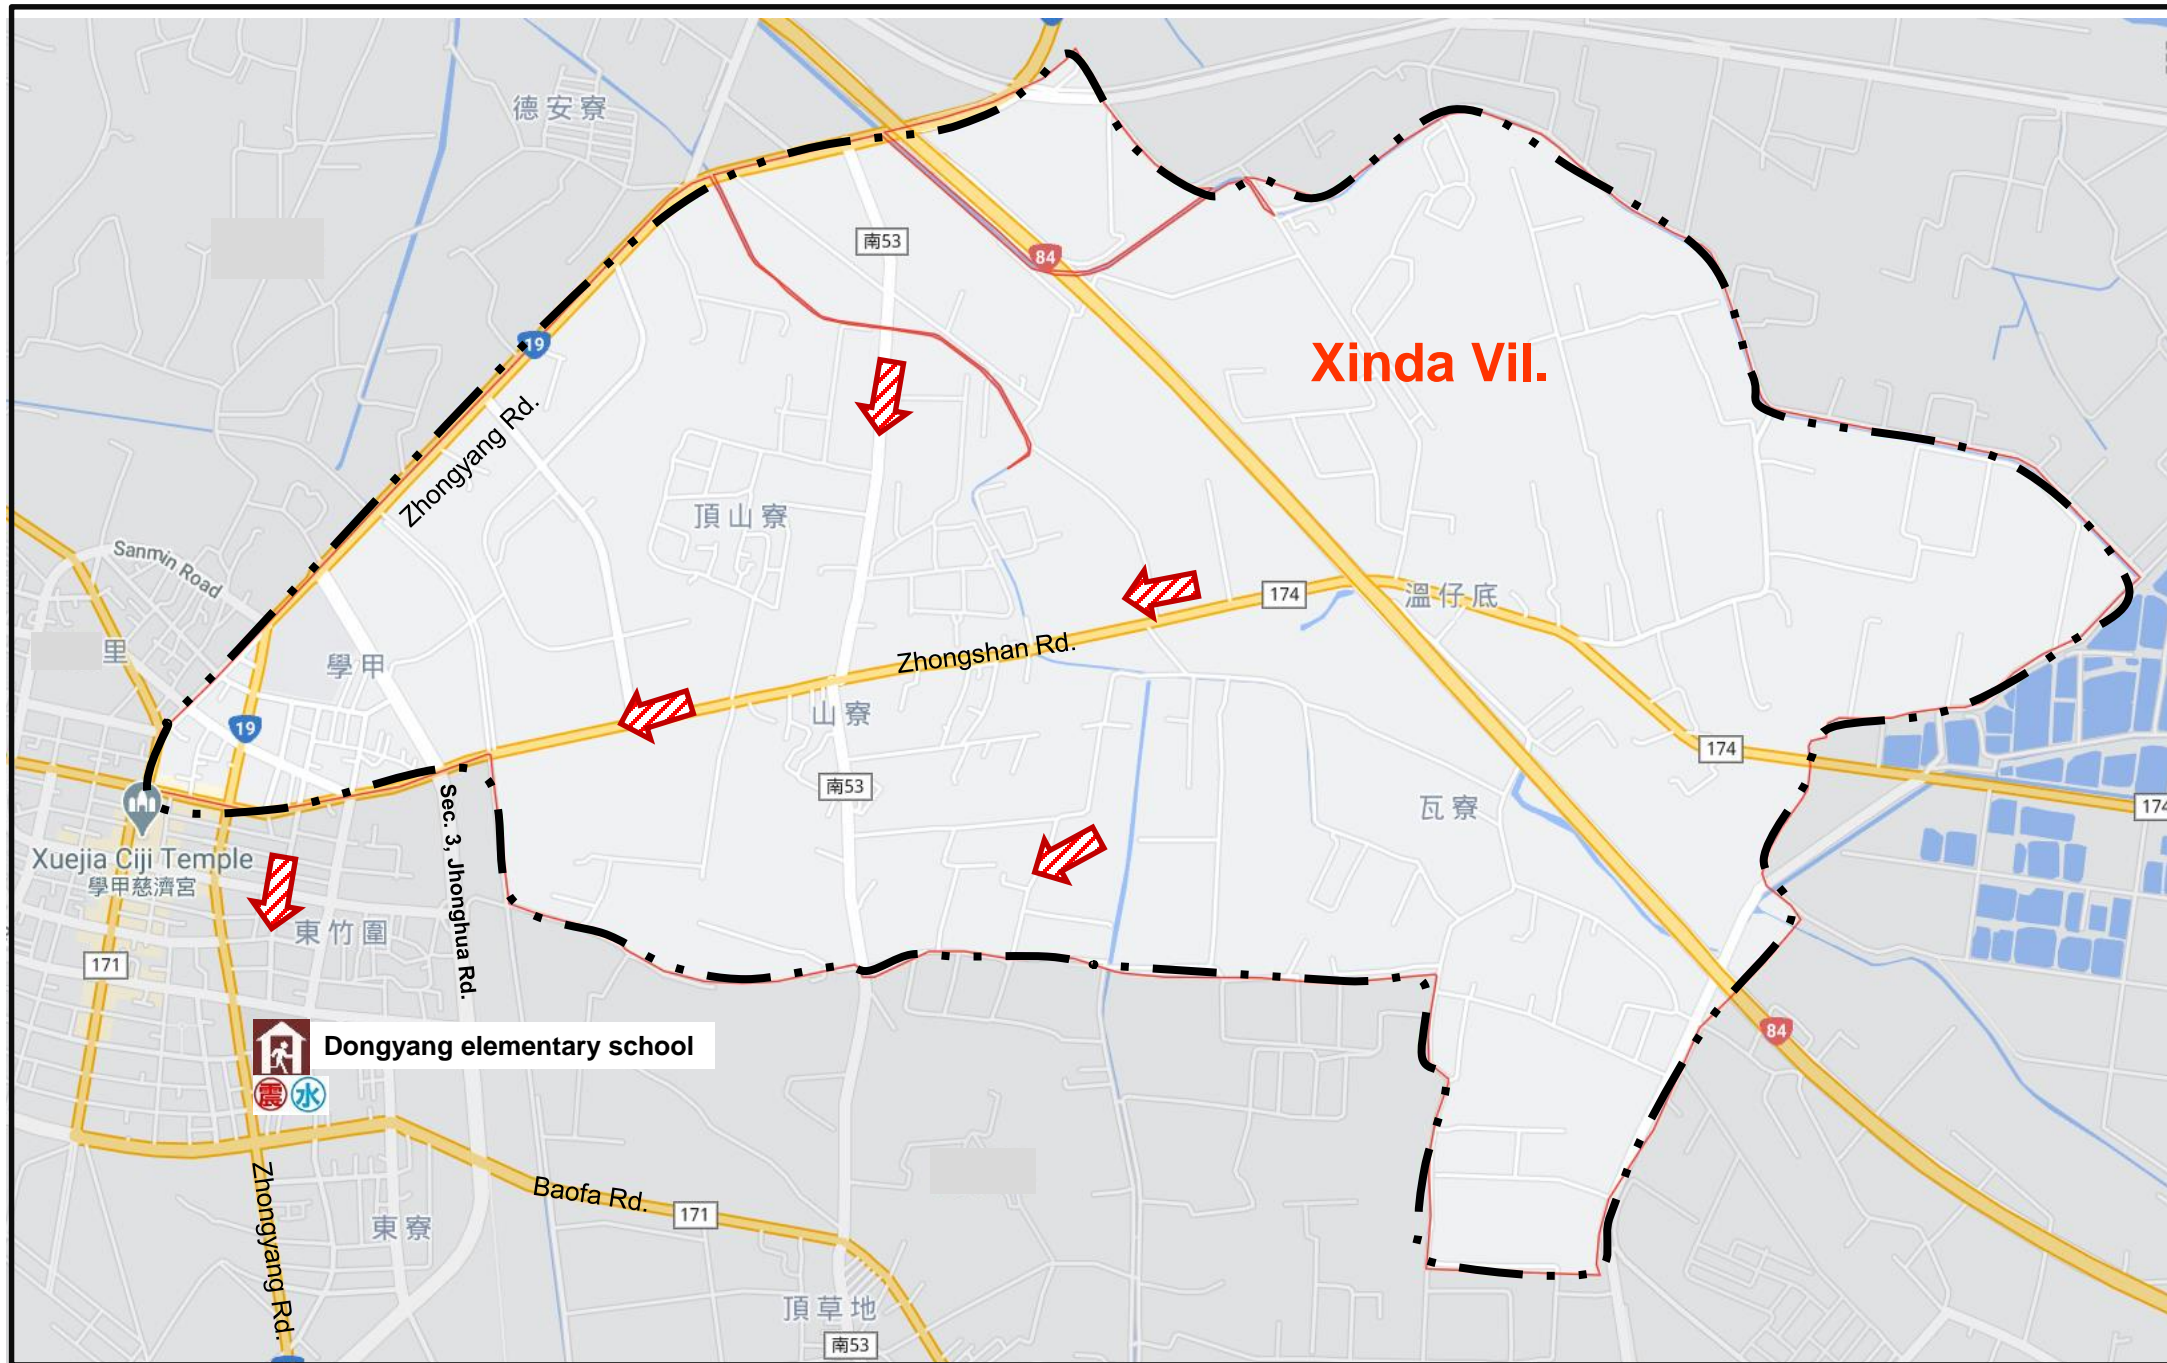 德安寮
南53
84
Xinda Vil.
19
Zhongyang Rd.
頂山寮
Sanmin Road
174
溫仔底
里
學甲
Zhongshan Rd.
山寮
19
174
南53
瓦寮
174
Sec. 3, Jhonghua Rd.
Xuejia Ciji Temple
學甲慈濟宮
東竹圍
171
84
Dongyang elementary school
震 水
Zhongyang Rd.
Baofa Rd.
171
東寮
頂草地
南53